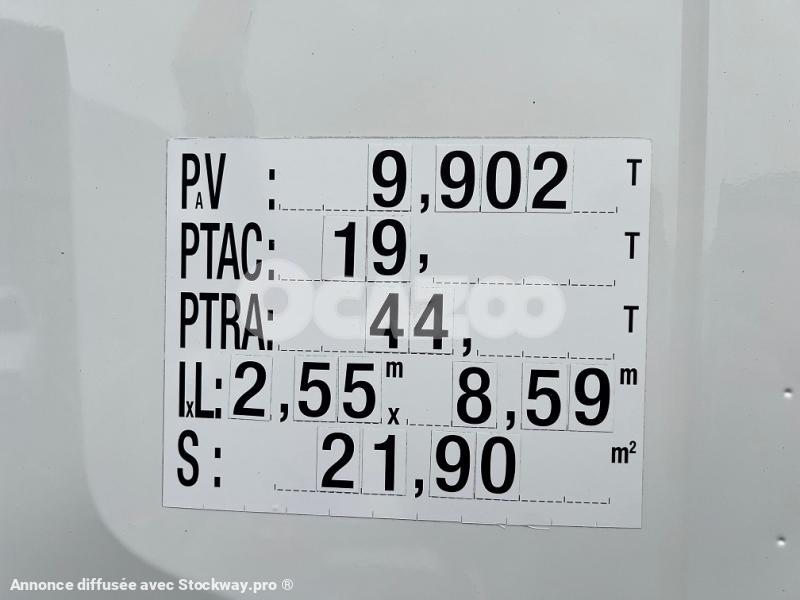 PAV : 9,902 T
PTAC: 19, T
PTRA: 44, T
IxL: 2,55 m x 8,59 m
S : 21,90 m²
Ocazoo
Annonce diffusée avec Stockway.pro ®